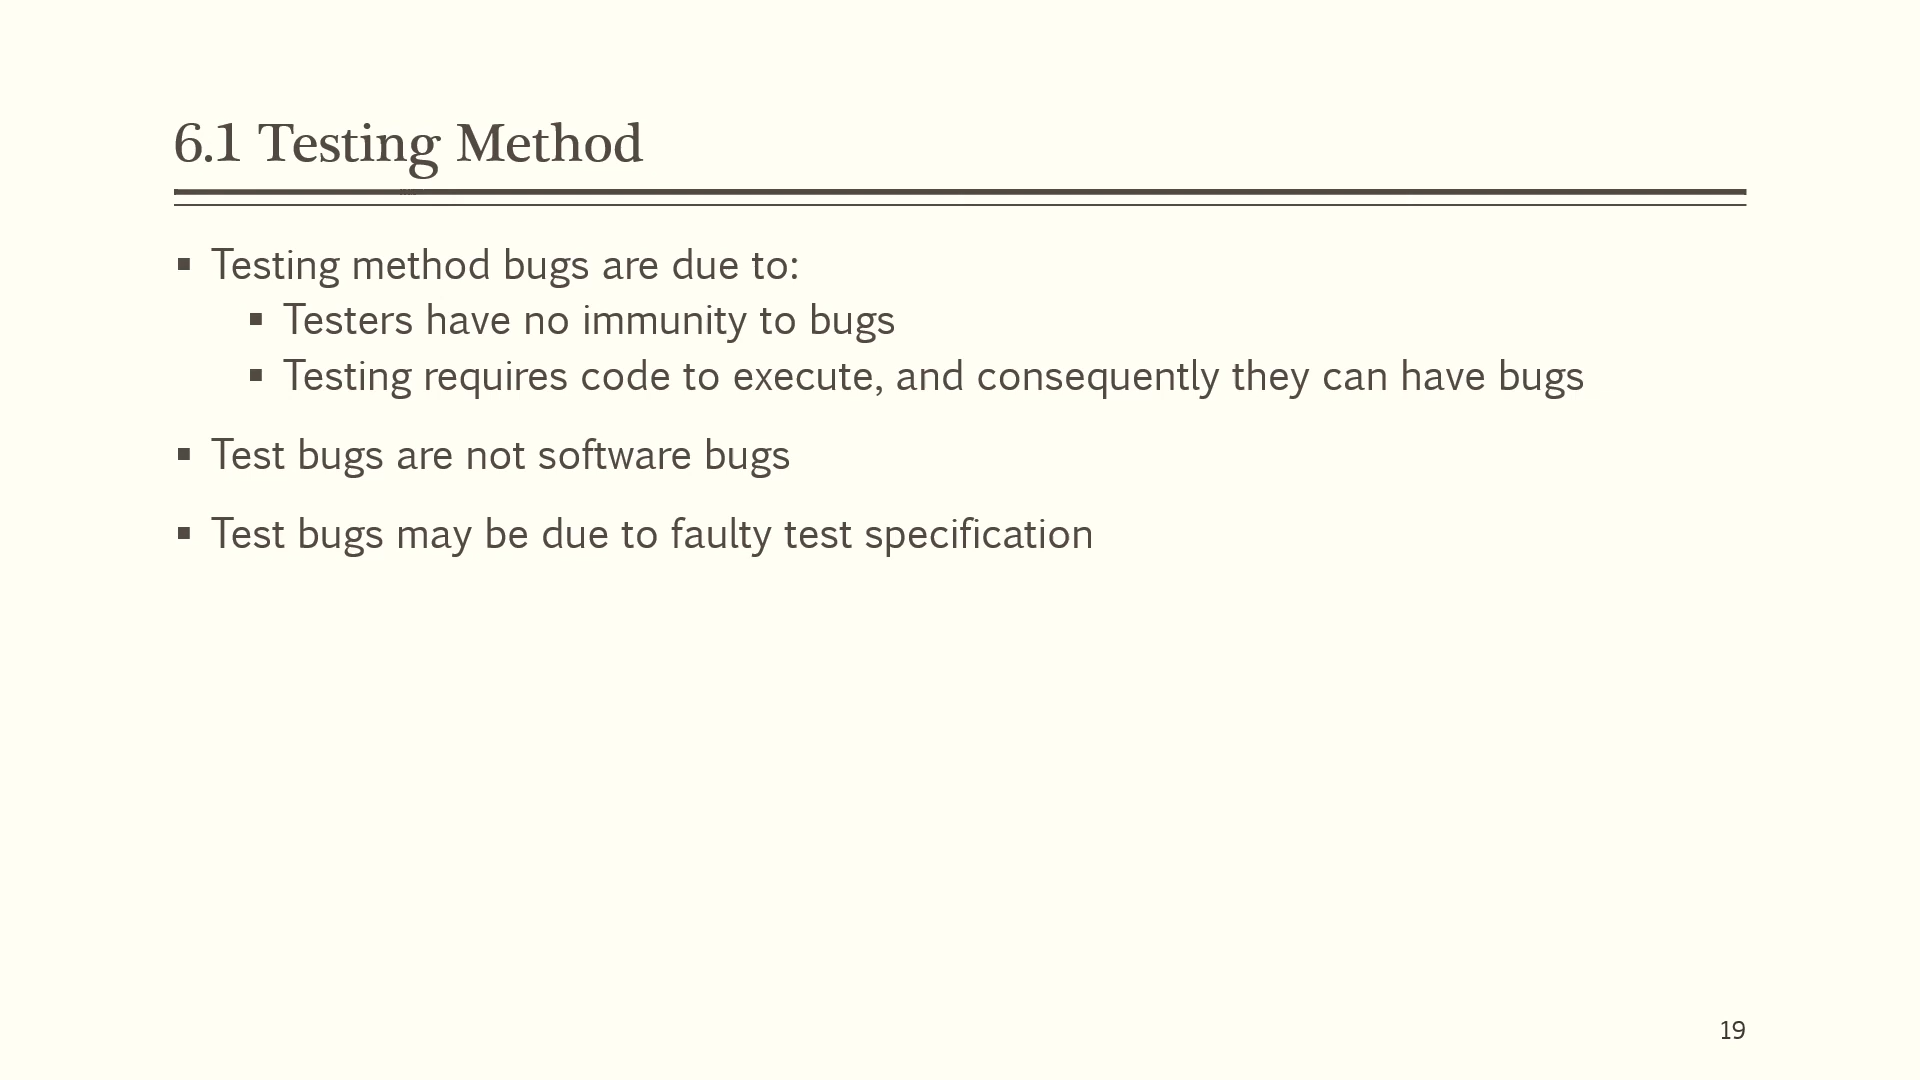 6.1 Testing Method
▪ Testing method bugs are due to:
▪ Testers have no immunity to bugs
▪ Testing requires code to execute, and consequently they can have bugs
▪ Test bugs are not software bugs
▪ Test bugs may be due to faulty test specification
19